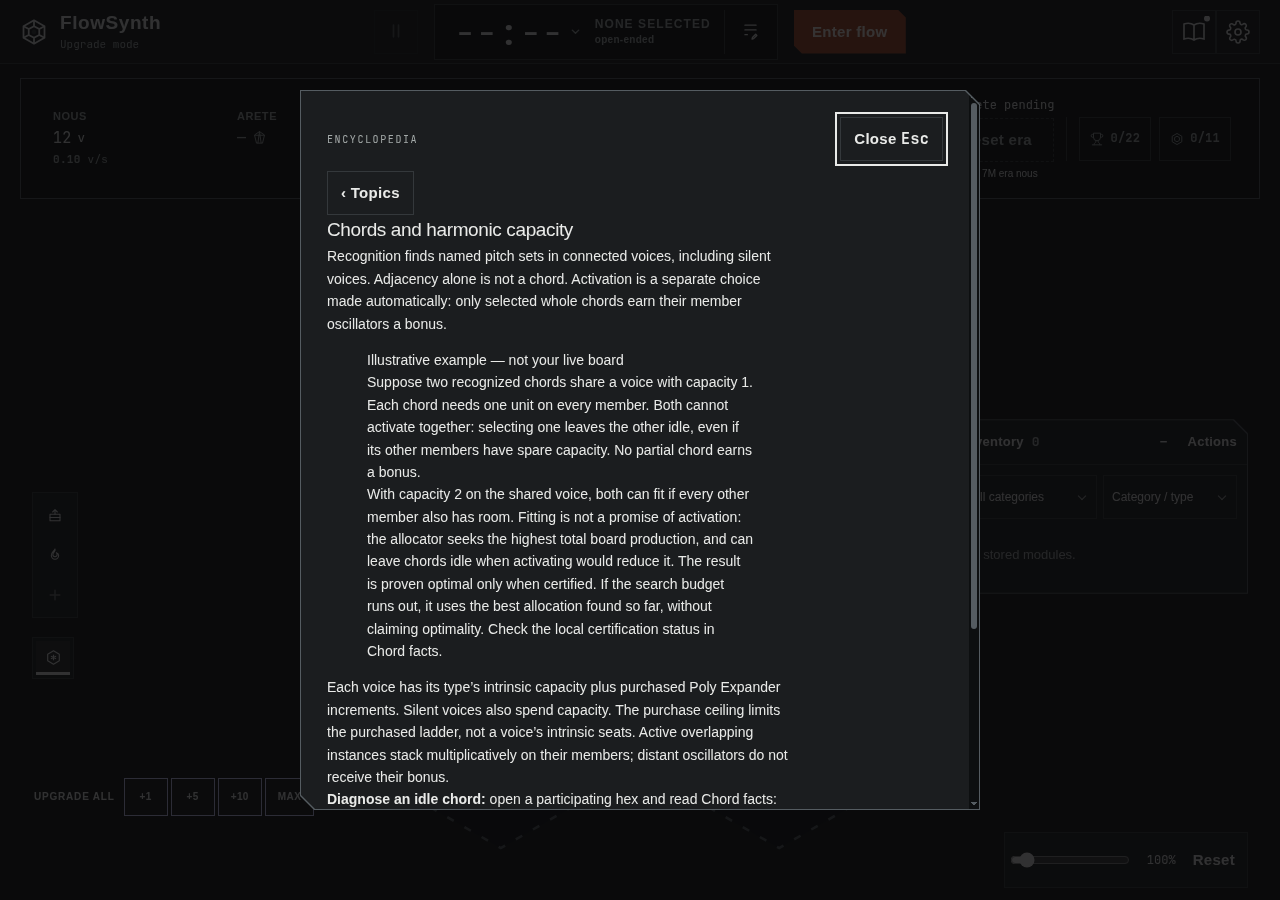 FlowSynth
Upgrade mode
--:--
NONE SELECTED
open-ended
Enter flow
NOUS
12 v
0.10 v/s
ARETE
–
0/22
0/11
7M era nous
ENCYCLOPEDIA
Close Esc
‹ Topics
Chords and harmonic capacity
Recognition finds named pitch sets in connected voices, including silent
voices. Adjacency alone is not a chord. Activation is a separate choice
made automatically: only selected whole chords earn their member
oscillators a bonus.
Illustrative example — not your live board
Suppose two recognized chords share a voice with capacity 1.
Each chord needs one unit on every member. Both cannot
activate together: selecting one leaves the other idle, even if
its other members have spare capacity. No partial chord earns
a bonus.
With capacity 2 on the shared voice, both can fit if every other
member also has room. Fitting is not a promise of activation:
the allocator seeks the highest total board production, and can
leave chords idle when activating would reduce it. The result
is proven optimal only when certified. If the search budget
runs out, it uses the best allocation found so far, without
claiming optimality. Check the local certification status in
Chord facts.
Each voice has its type’s intrinsic capacity plus purchased Poly Expander
increments. Silent voices also spend capacity. The purchase ceiling limits
the purchased ladder, not a voice’s intrinsic seats. Active overlapping
instances stack multiplicatively on their members; distant oscillators do not
receive their bonus.
Diagnose an idle chord: open a participating hex and read Chord facts:
pending
era
0
–
Actions
categories
Category / type
stored modules.
UPGRADE ALL
+1
+5
+10
MAX
100%
Reset